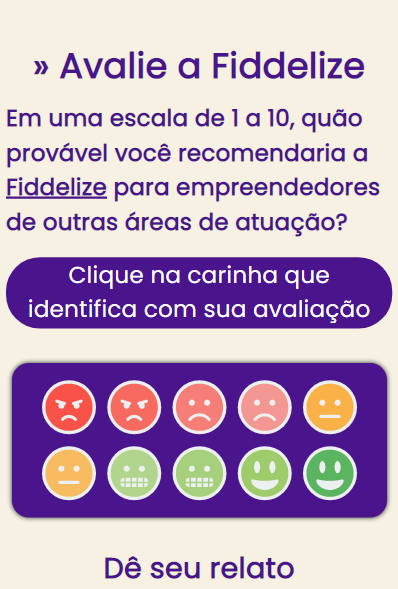 » Avalie a Fiddelize
Em uma escala de 1 a 10, quão
provável você recomendaria a
Fiddelize para empreendedores
de outras áreas de atuação?
Clique na carinha que
identifica com sua avaliação
Dê seu relato